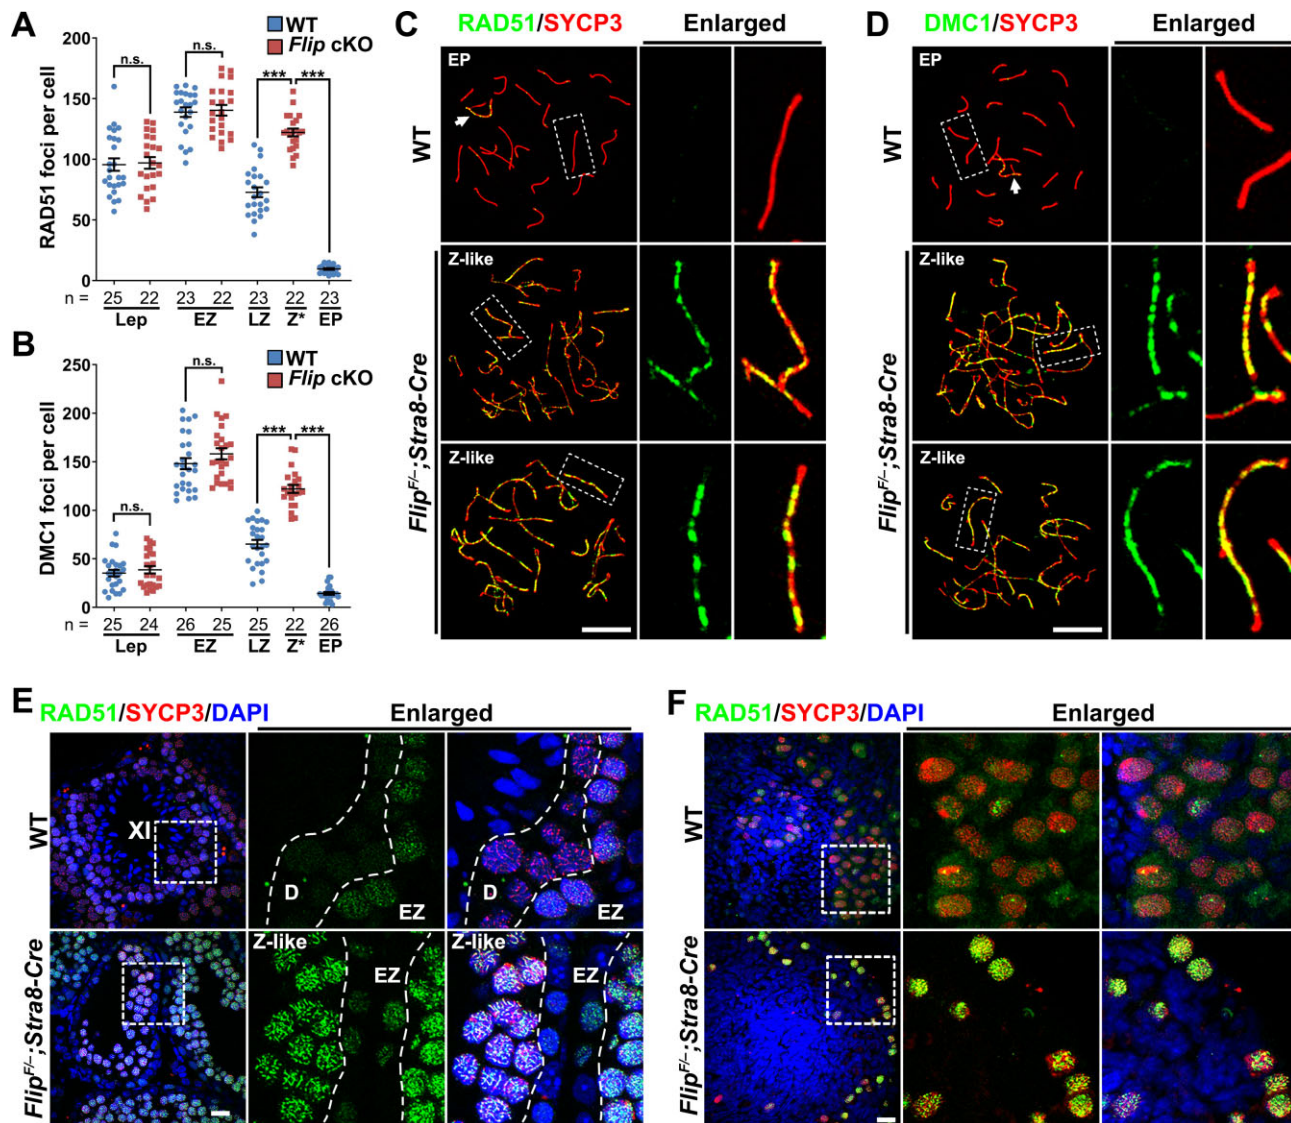 A
WT
Flip cKO
RAD51 foci per cell
200
150
100
50
0
n.s.
n.s.
*** ***
n = 25 22 23 22 23 22 23
Lep EZ LZ Z* EP
B
WT
Flip cKO
DMC1 foci per cell
250
200
150
100
50
0
n.s.
n.s.
*** ***
n = 25 24 26 25 25 22 26
Lep EZ LZ Z* EP
C
RAD51/SYCP3 Enlarged
WT
EP
Flip^F/–;Stra8-Cre
Z-like
Z-like
D
DMC1/SYCP3 Enlarged
WT
EP
Flip^F/–;Stra8-Cre
Z-like
Z-like
E
RAD51/SYCP3/DAPI Enlarged
WT
XI
D EZ
D EZ
Flip^F/–;Stra8-Cre
Z-like EZ
Z-like EZ
F
RAD51/SYCP3/DAPI Enlarged
WT
Flip^F/–;Stra8-Cre